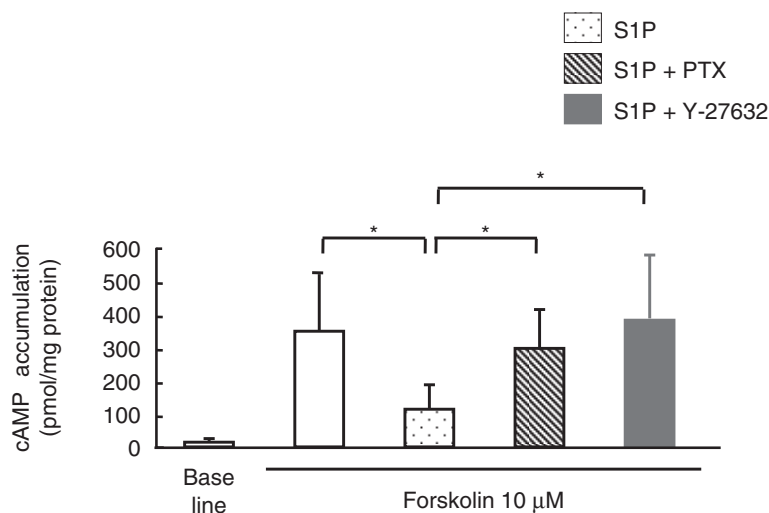 S1P
S1P + PTX
S1P + Y-27632
*
*
*
cAMP accumulation
(pmol/mg protein)
600
500
400
300
200
100
0
Base
line
Forskolin 10 μM